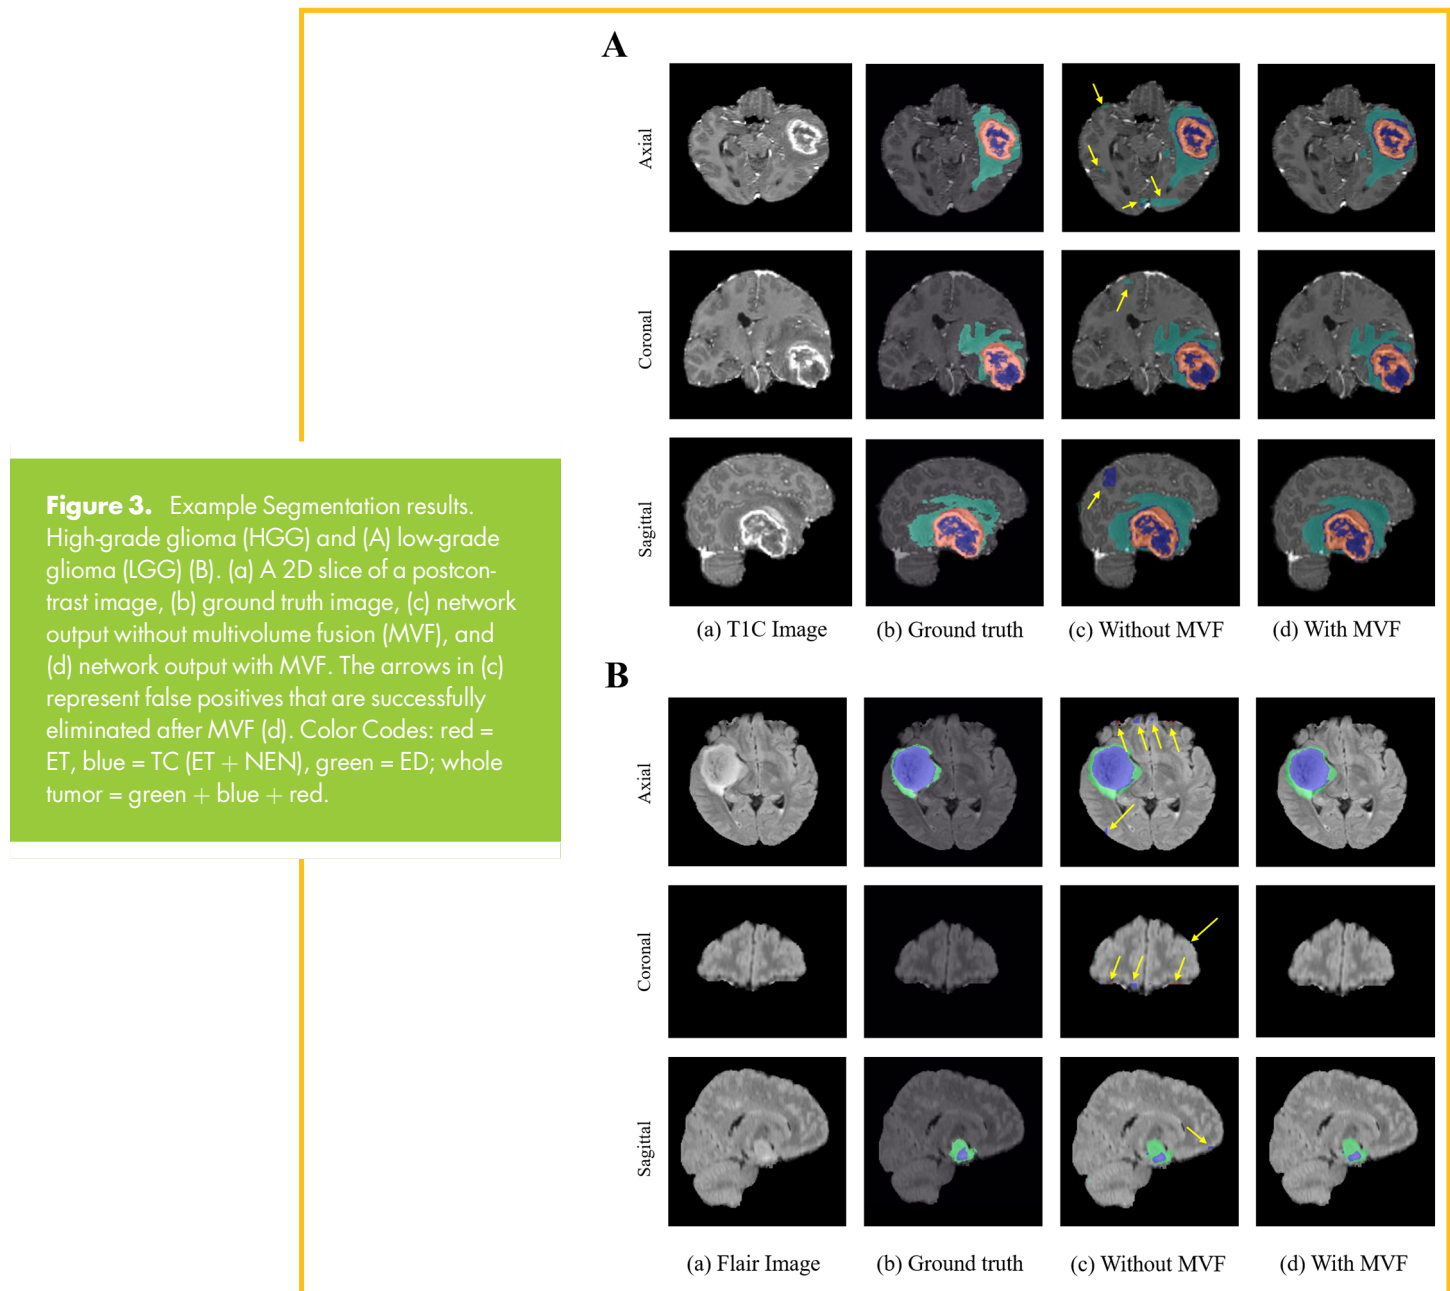 Figure 3. Example Segmentation results.
High-grade glioma (HGG) and (A) low-grade
glioma (LGG) (B). (a) A 2D slice of a postcon-
trast image, (b) ground truth image, (c) network
output without multivolume fusion (MVF), and
(d) network output with MVF. The arrows in (c)
represent false positives that are successfully
eliminated after MVF (d). Color Codes: red =
ET, blue = TC (ET + NEN), green = ED; whole
tumor = green + blue + red.
A
Axial
Coronal
Sagittal
(a) T1C Image (b) Ground truth (c) Without MVF (d) With MVF
B
Axial
Coronal
Sagittal
(a) Flair Image (b) Ground truth (c) Without MVF (d) With MVF